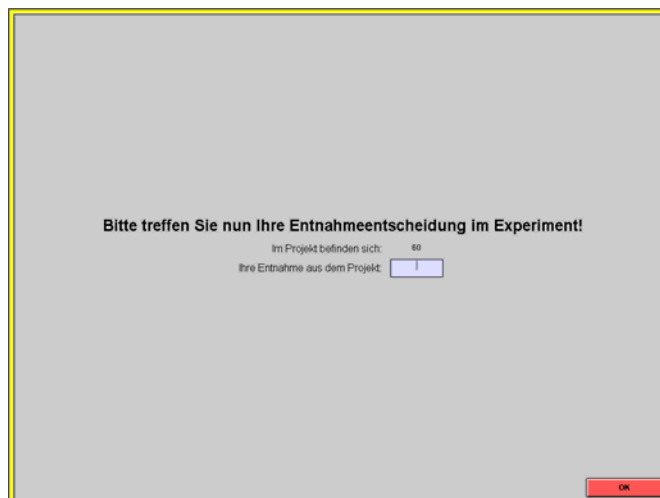 Bitte treffen Sie nun Ihre Entnahmeentscheidung im Experiment!
Im Projekt befinden sich: 60
Ihre Entnahme aus dem Projekt:
OK